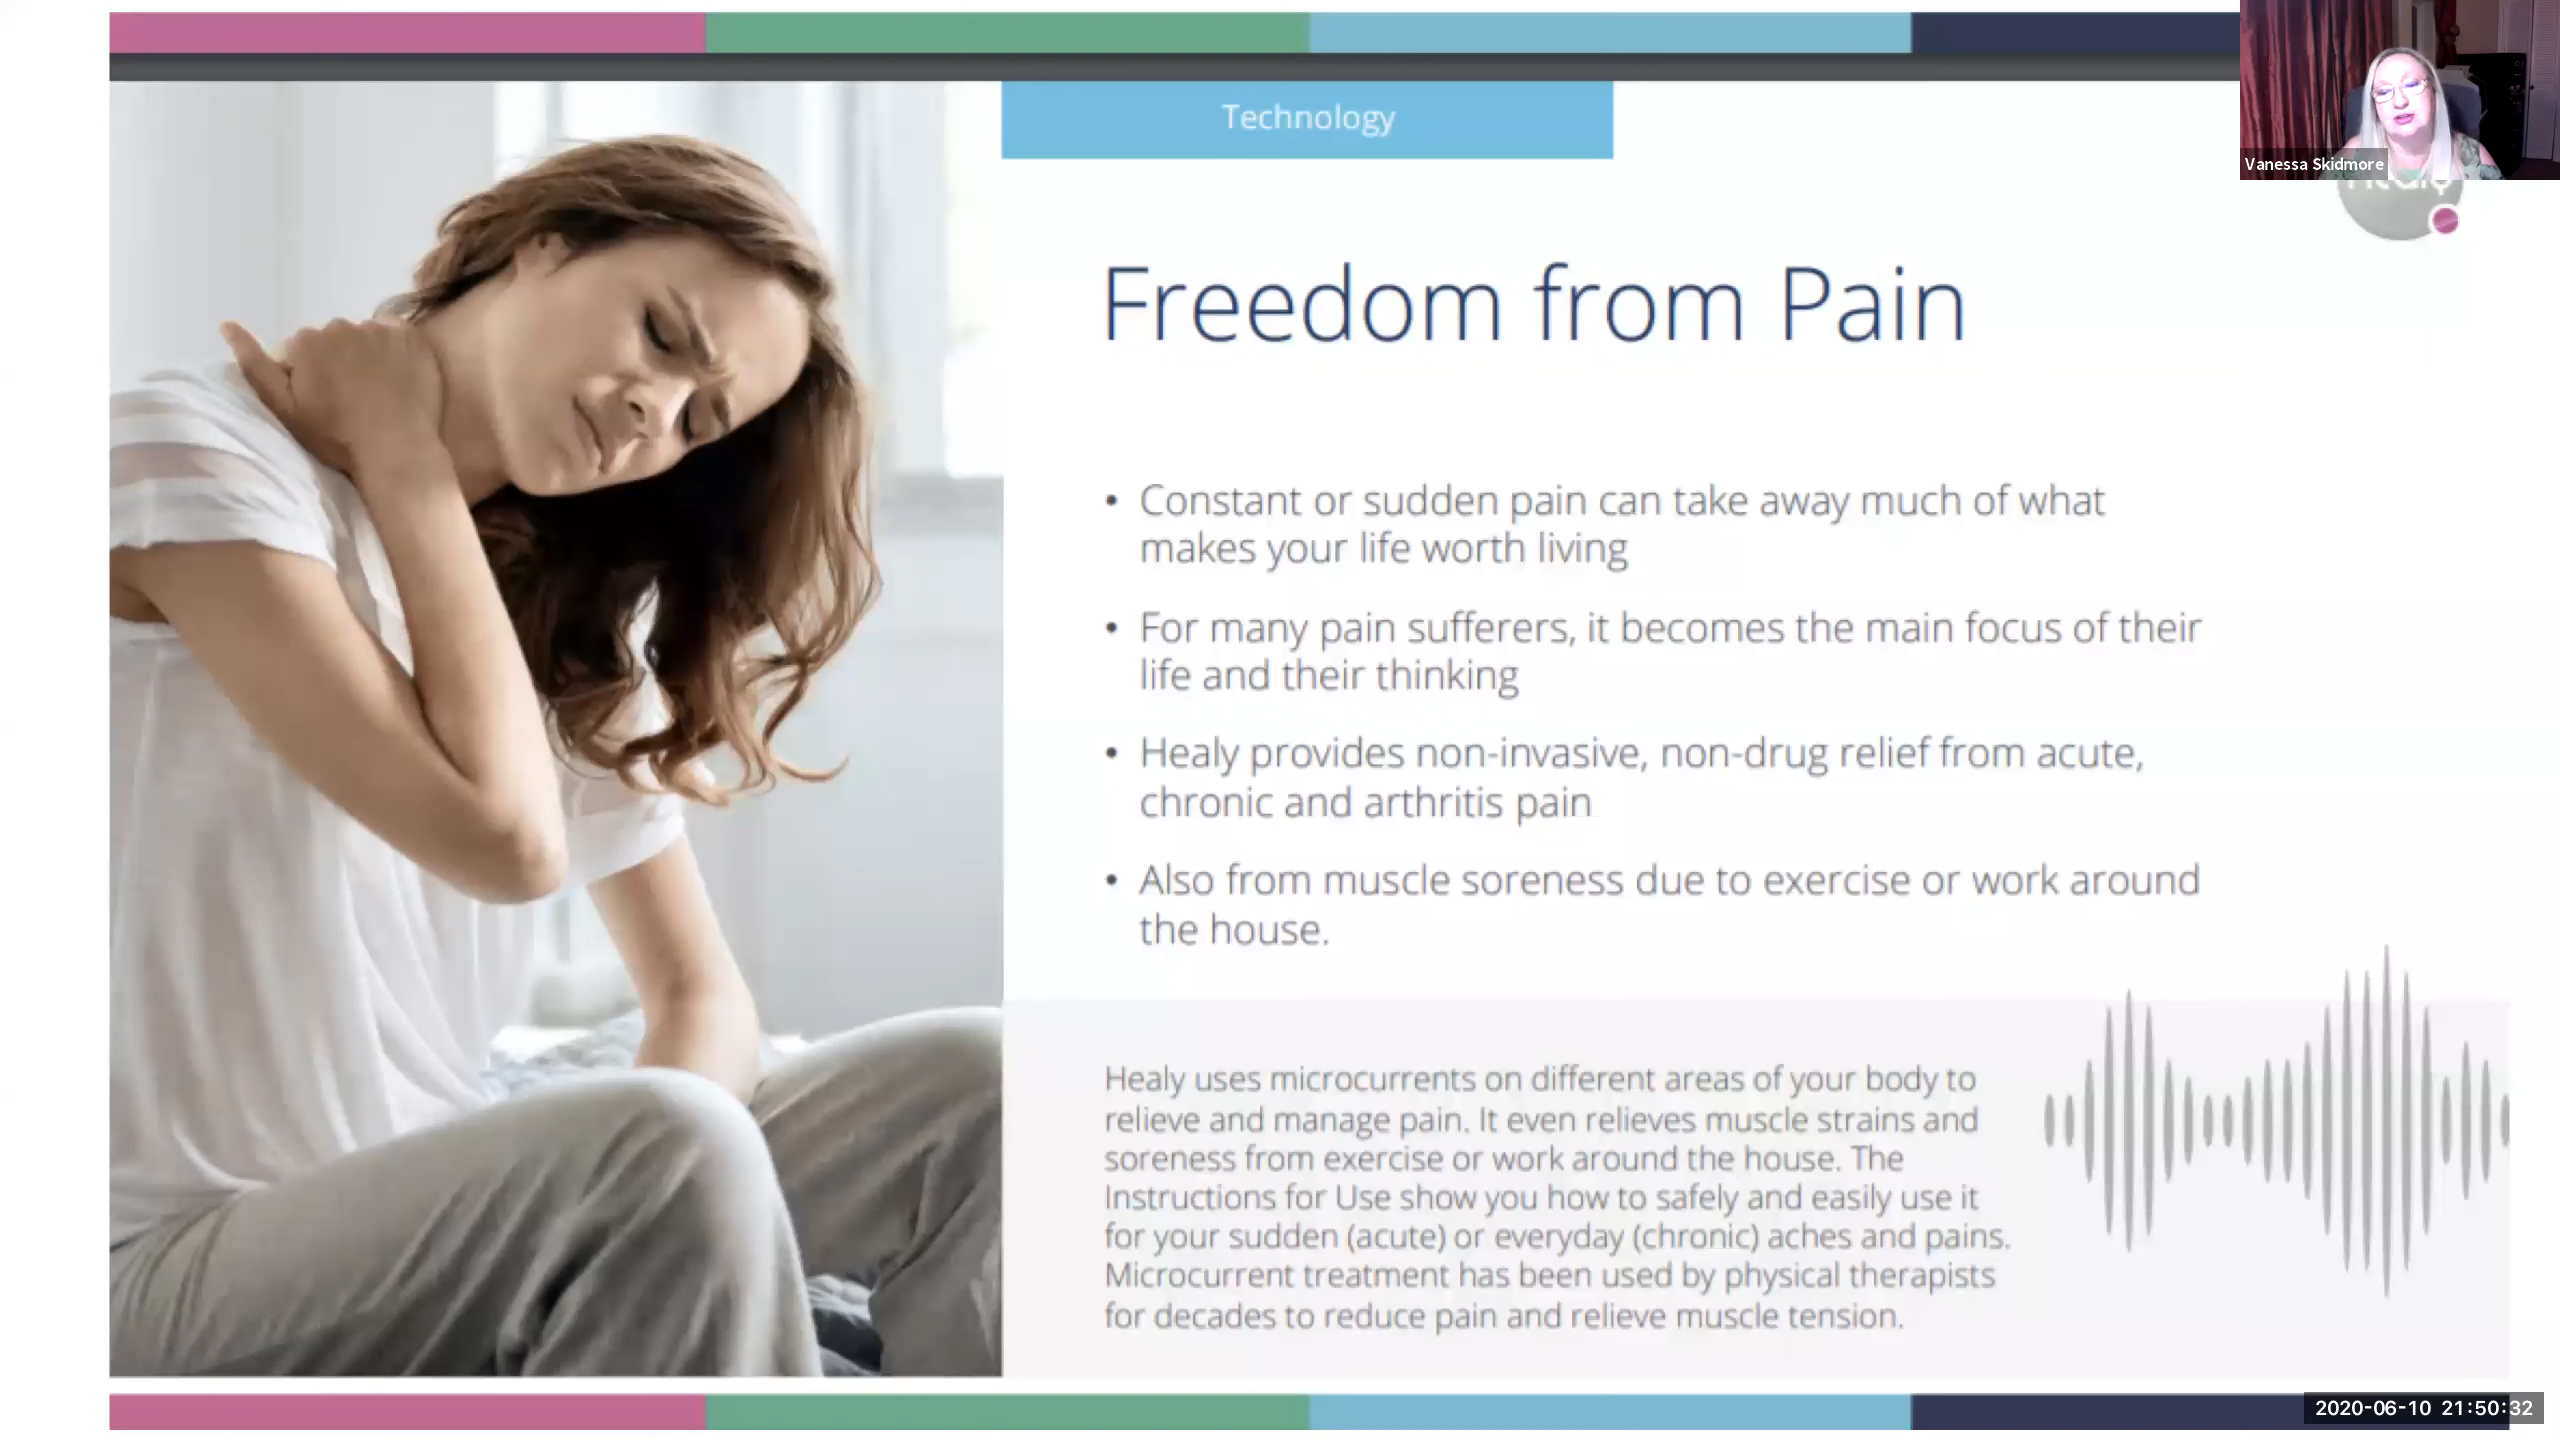 Technology
Vanessa Skidmore
Freedom from Pain
• Constant or sudden pain can take away much of what
makes your life worth living
• For many pain sufferers, it becomes the main focus of their
life and their thinking
• Healy provides non-invasive, non-drug relief from acute,
chronic and arthritis pain
• Also from muscle soreness due to exercise or work around
the house.
Healy uses microcurrents on different areas of your body to
relieve and manage pain. It even relieves muscle strains and
soreness from exercise or work around the house. The
Instructions for Use show you how to safely and easily use it
for your sudden (acute) or everyday (chronic) aches and pains.
Microcurrent treatment has been used by physical therapists
for decades to reduce pain and relieve muscle tension.
2020-06-10 21:50:32